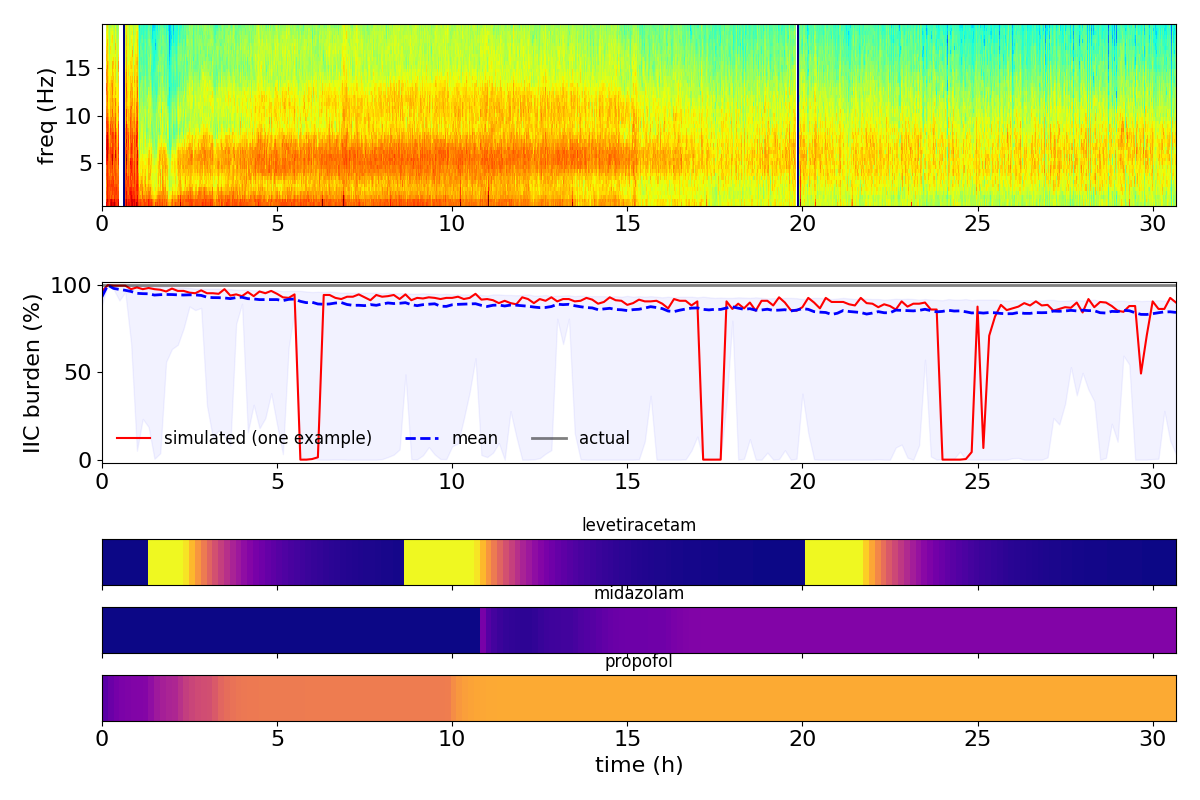 freq (Hz)
15
10
5
0 5 10 15 20 25 30
IIC burden (%)
100
50
0
simulated (one example) mean actual
0 5 10 15 20 25 30
levetiracetam
midazolam
propofol
0 5 10 15 20 25 30
time (h)